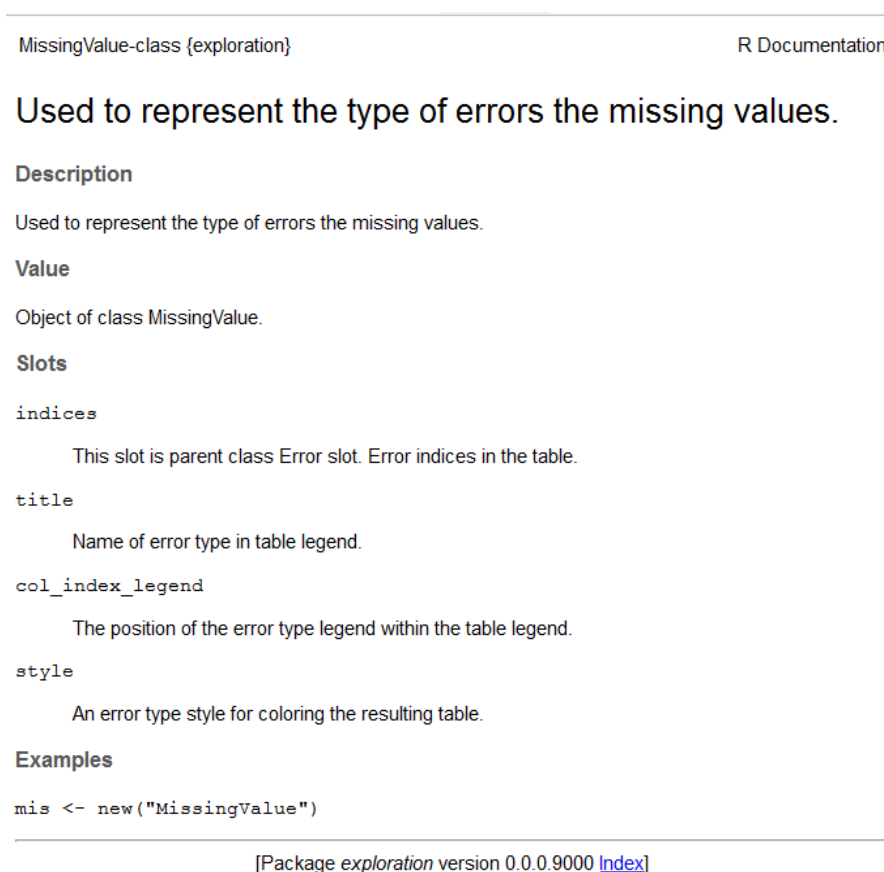 MissingValue-class {exploration} R Documentation
Used to represent the type of errors the missing values.
Description
Used to represent the type of errors the missing values.
Value
Object of class MissingValue.
Slots
indices
This slot is parent class Error slot. Error indices in the table.
title
Name of error type in table legend.
col_index_legend
The position of the error type legend within the table legend.
style
An error type style for coloring the resulting table.
Examples
mis <- new("MissingValue")
[Package exploration version 0.0.0.9000 Index]